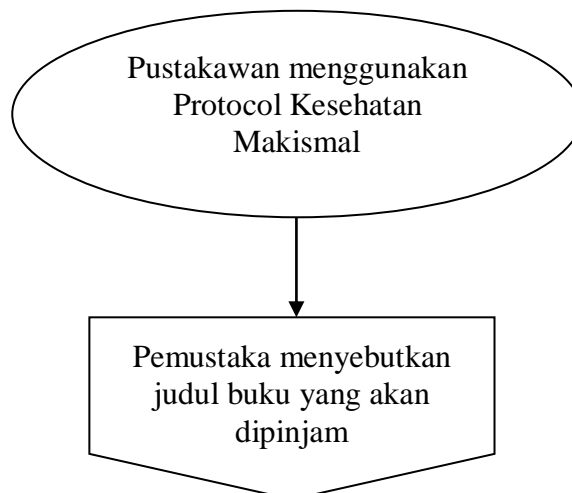 Pustakawan menggunakan
Protocol Kesehatan
Makismal
Pemustaka menyebutkan
judul buku yang akan
dipinjam